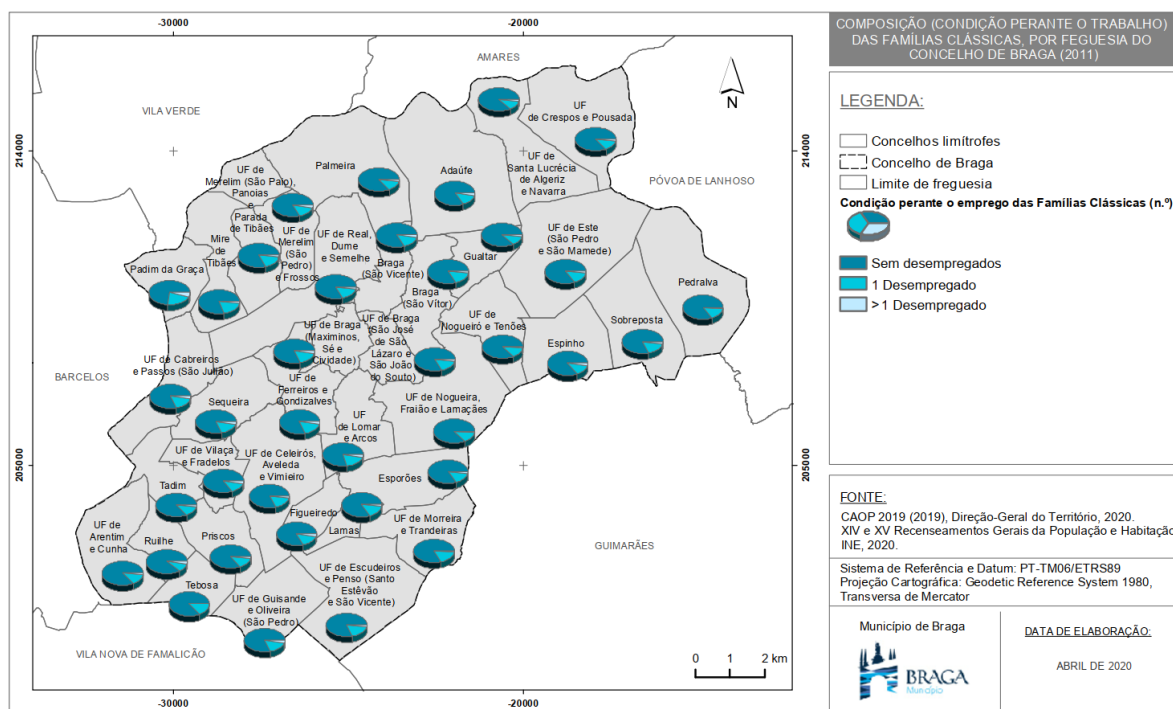 -30000
-20000
COMPOSIÇÃO (CONDIÇÃO PERANTE O TRABALHO)
DAS FAMÍLIAS CLÁSSICAS, POR FEGUESIA DO
CONCELHO DE BRAGA (2011)
AMARES
VILA VERDE
N
214000
214000
UF
de Crespos e Pousada
UF de
Santa Lucrécia
de Algeriz
e Navarra
PÓVOA DE LANHOSO
Palmeira
Adaúfe
UF de
Merelim (São Paio),
Panoias
e
Parada
de Tibães
Mire
de
Tibães
UF de
Merelim
(São
Pedro)
e Frossos
UF de Real,
Dume
e Semelhe
Braga
(São Vicente)
Gualtar
UF de Este
(São Pedro
e São Mamede)
Padim da Graça
Braga
(São Vítor)
Pedralva
UF de
Nogueiró e Tenões
Sobreposta
Espinho
UF de Braga
(Maximinos,
Sé e
Cividade)
UF de Braga
(São José
de São
Lázaro e
São João
do Souto)
BARCELOS
UF de Cabreiros
e Passos (São Julião)
UF de
Ferreiros e
Gondizalves
Sequeira
UF
de Lomar
e Arcos
UF de Nogueira,
Fraião e Lamaçães
205000
205000
UF de Vilaça
e Fradelos
UF de Celeirós,
Aveleda
e Vimieiro
Esporões
Tadim
Figueiredo
Lamas
UF de Morreira
e Trandeiras
GUIMARÃES
UF de
Arentim
e Cunha
Ruilhe
Priscos
Tebosa
UF de Escudeiros
e Penso (Santo
Estêvão
e São Vicente)
UF de Guisande
e Oliveira
(São Pedro)
VILA NOVA DE FAMALICÃO
0 1 2 km
-30000
-20000
LEGENDA:
Concelhos limítrofes
Concelho de Braga
Limite de freguesia
Condição perante o emprego das Famílias Clássicas (n.º)
Sem desempregados
1 Desempregado
> 1 Desempregado
FONTE:
CAOP 2019 (2019), Direção-Geral do Território, 2020.
XIV e XV Recenseamentos Gerais da População e Habitação
INE, 2020.
Sistema de Referência e Datum: PT-TM06/ETRS89
Projeção Cartográfica: Geodetic Reference System 1980,
Transversa de Mercator
Município de Braga
BRAGA
Município
DATA DE ELABORAÇÃO:
ABRIL DE 2020